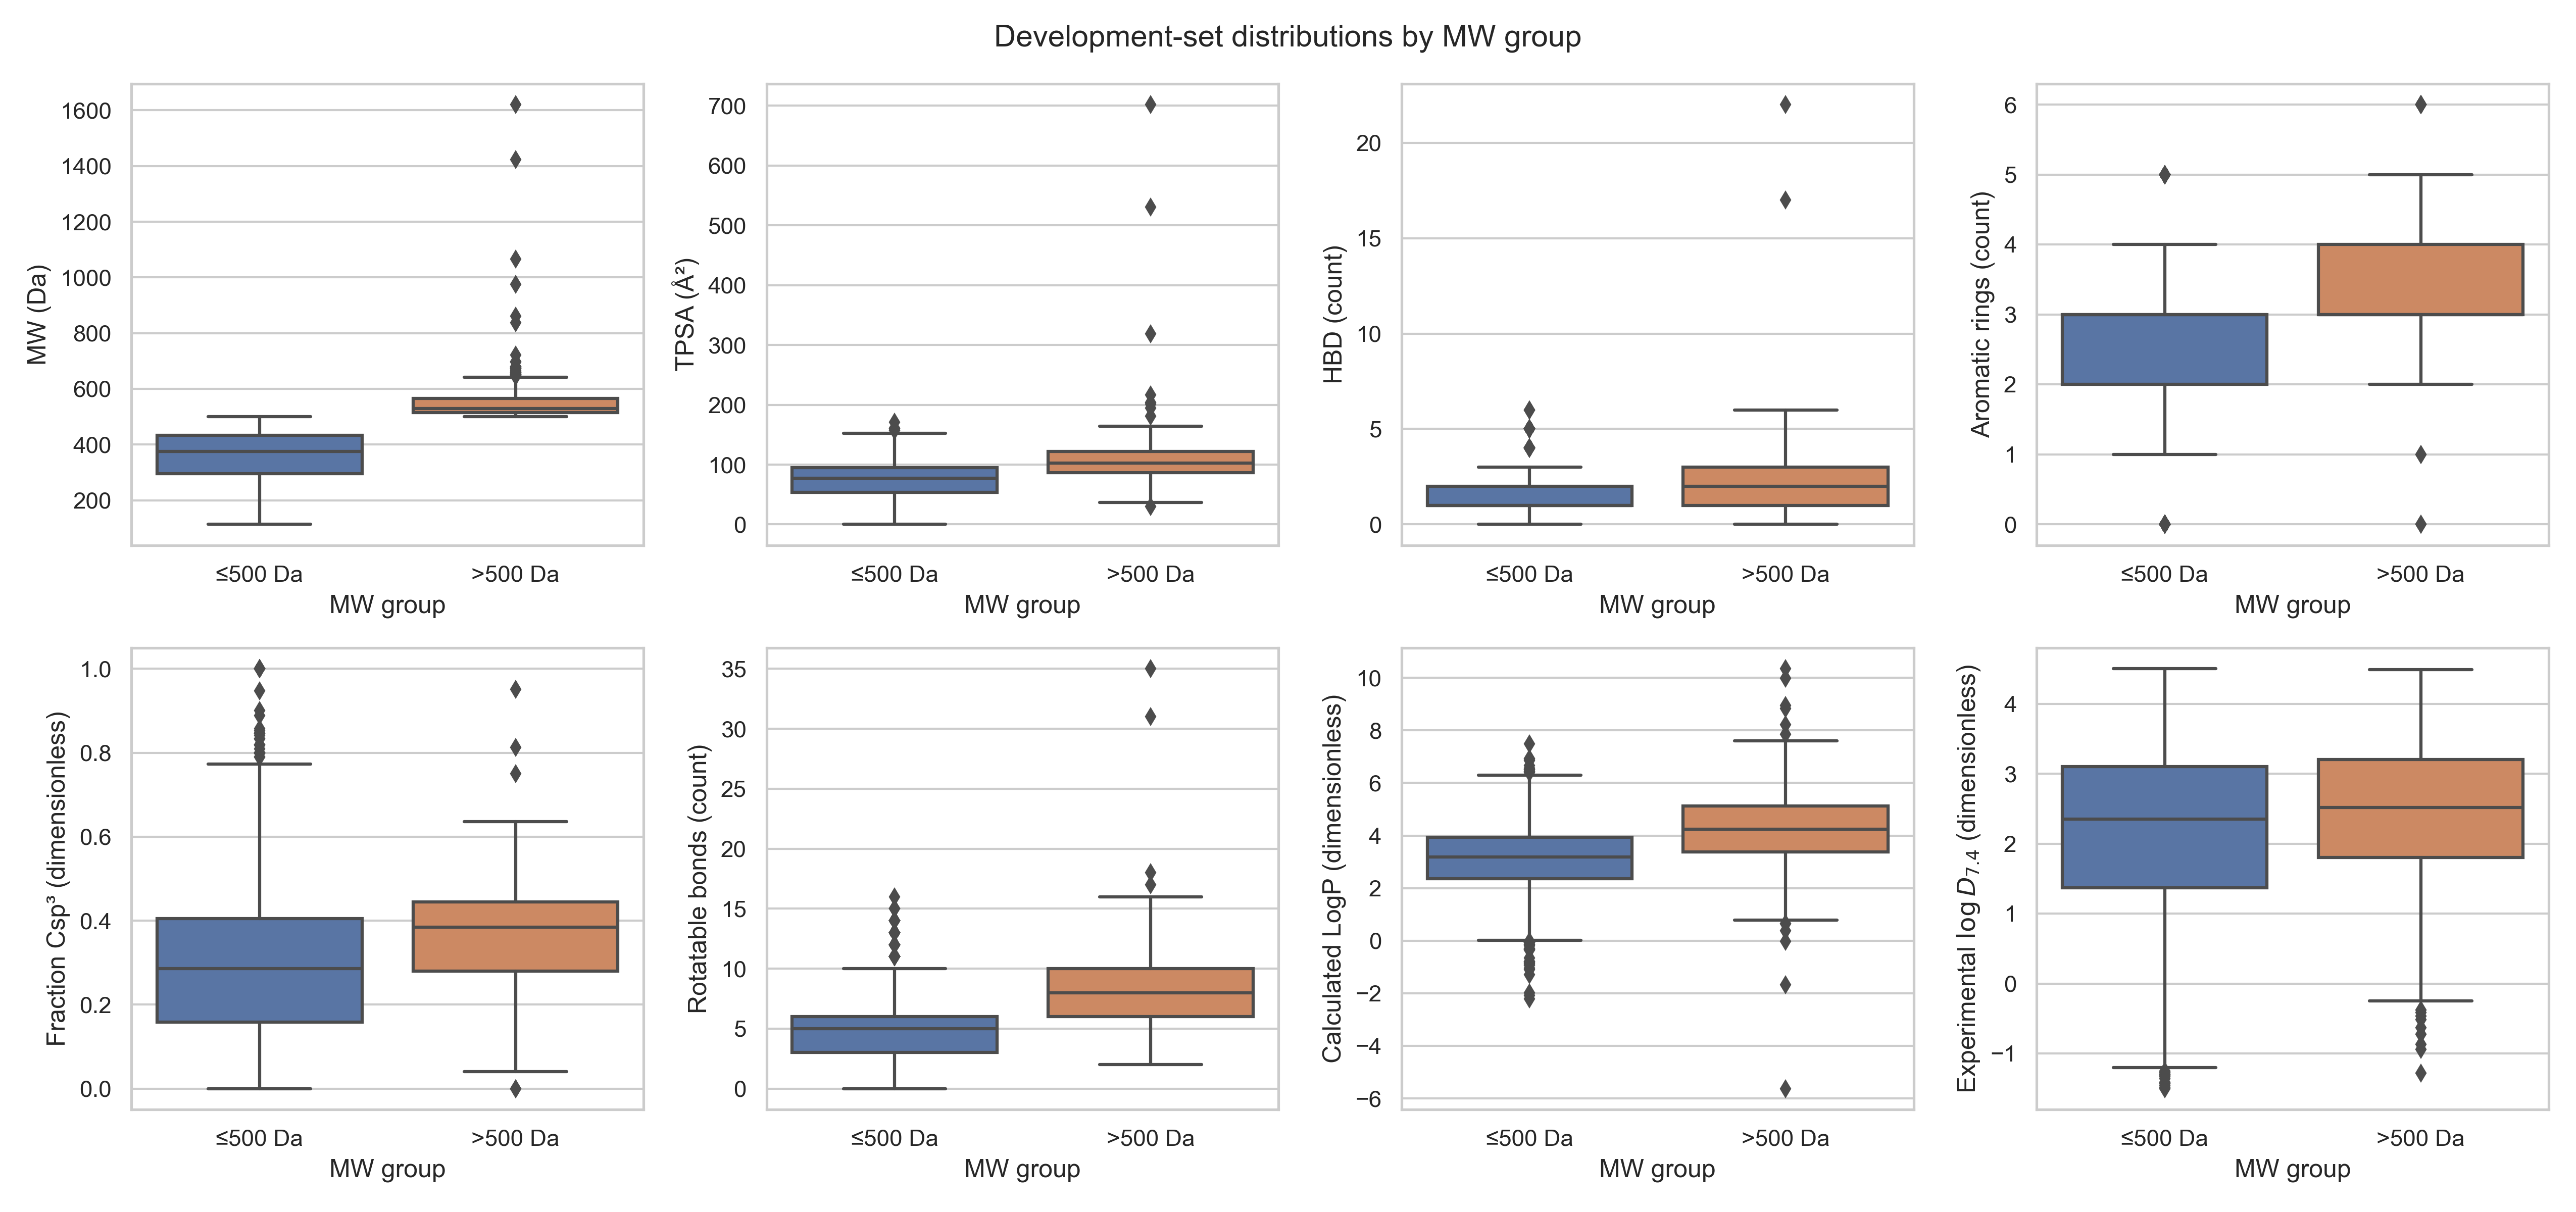 Development-set distributions by MW group
MW (Da)
1600
1400
1200
1000
800
600
400
200
≤500 Da
>500 Da
MW group
TPSA (Å²)
700
600
500
400
300
200
100
0
≤500 Da
>500 Da
MW group
HBD (count)
20
15
10
5
0
≤500 Da
>500 Da
MW group
Aromatic rings (count)
6
5
4
3
2
1
0
≤500 Da
>500 Da
MW group
Fraction Csp³ (dimensionless)
1.0
0.8
0.6
0.4
0.2
0.0
≤500 Da
>500 Da
MW group
Rotatable bonds (count)
35
30
25
20
15
10
5
0
≤500 Da
>500 Da
MW group
Calculated LogP (dimensionless)
10
8
6
4
2
0
−2
−4
−6
≤500 Da
>500 Da
MW group
Experimental log D7.4 (dimensionless)
4
3
2
1
0
−1
≤500 Da
>500 Da
MW group